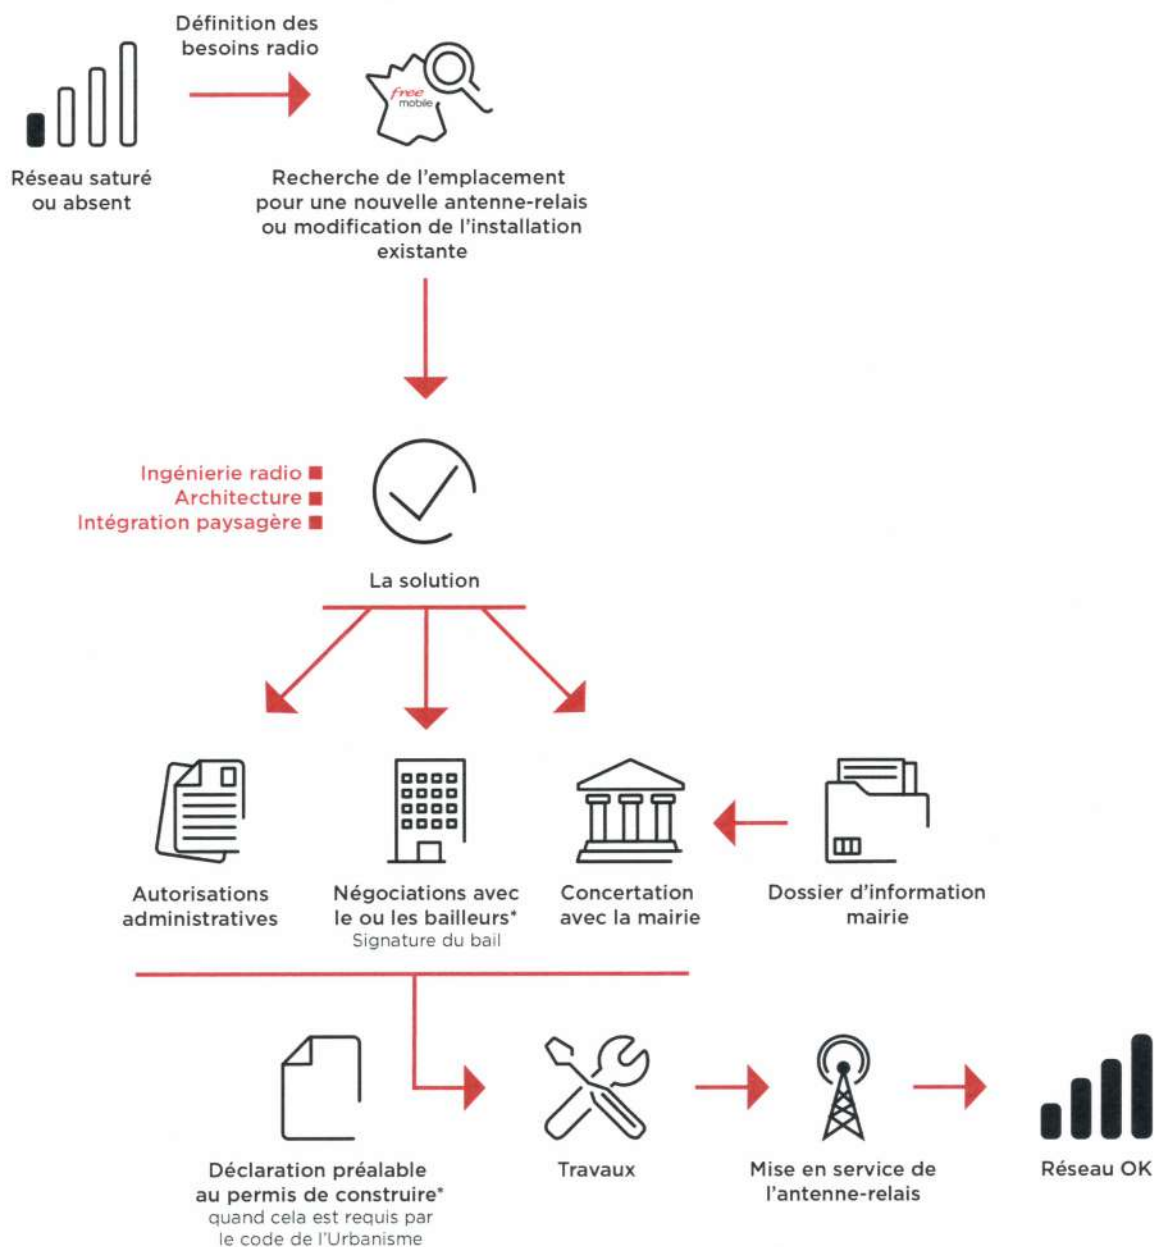 Définition des
besoins radio
free
mobile
Réseau saturé
ou absent
Recherche de l'emplacement
pour une nouvelle antenne-relais
ou modification de l'installation
existante
Ingénierie radio
Architecture
Intégration paysagère
La solution
Autorisations
administratives
Négociations avec
le ou les bailleurs*
Signature du bail
Concertation
avec la mairie
Dossier d'information
mairie
Déclaration préalable
au permis de construire*
quand cela est requis par
le code de l'Urbanisme
Travaux
Mise en service de
l'antenne-relais
Réseau OK